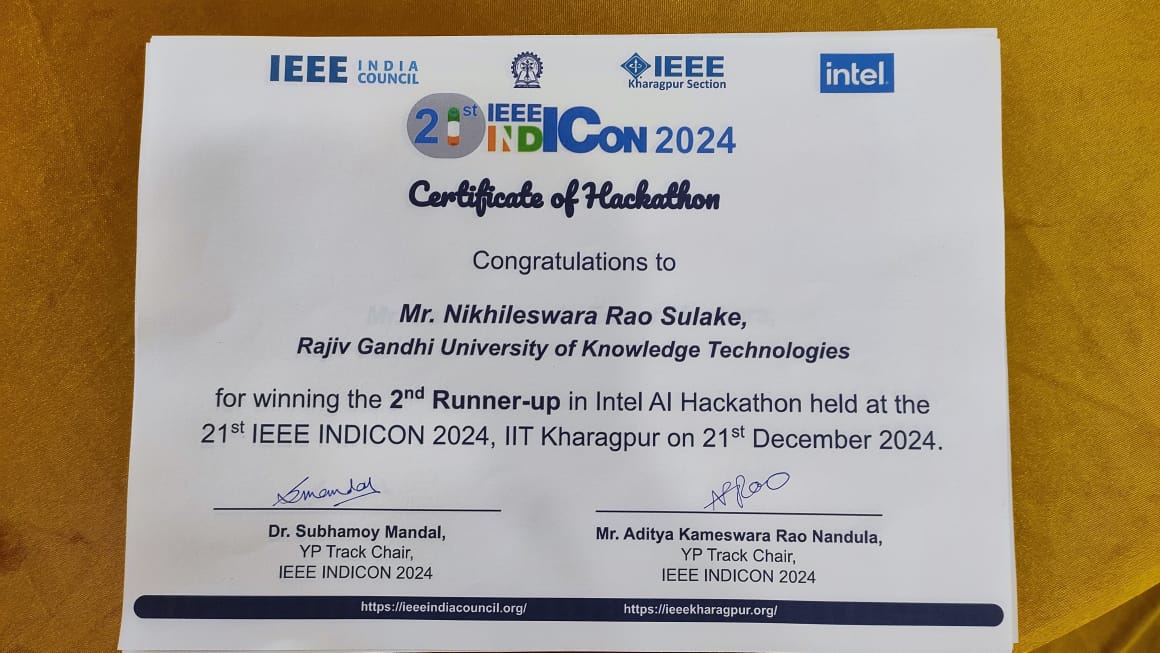 IEEE INDIA COUNCIL
IEEE Kharagpur Section
intel.
21st IEEE INDICON 2024
Certificate of Hackathon
Congratulations to
Mr. Nikhileswara Rao Sulake,
Rajiv Gandhi University of Knowledge Technologies
for winning the 2nd Runner-up in Intel AI Hackathon held at the
21st IEEE INDICON 2024, IIT Kharagpur on 21st December 2024.
Smandal
Dr. Subhamoy Mandal,
YP Track Chair,
IEEE INDICON 2024
Mr. Aditya Kameswara Rao Nandula,
YP Track Chair,
IEEE INDICON 2024
https://ieeeindiacouncil.org/
https://ieeekharagpur.org/